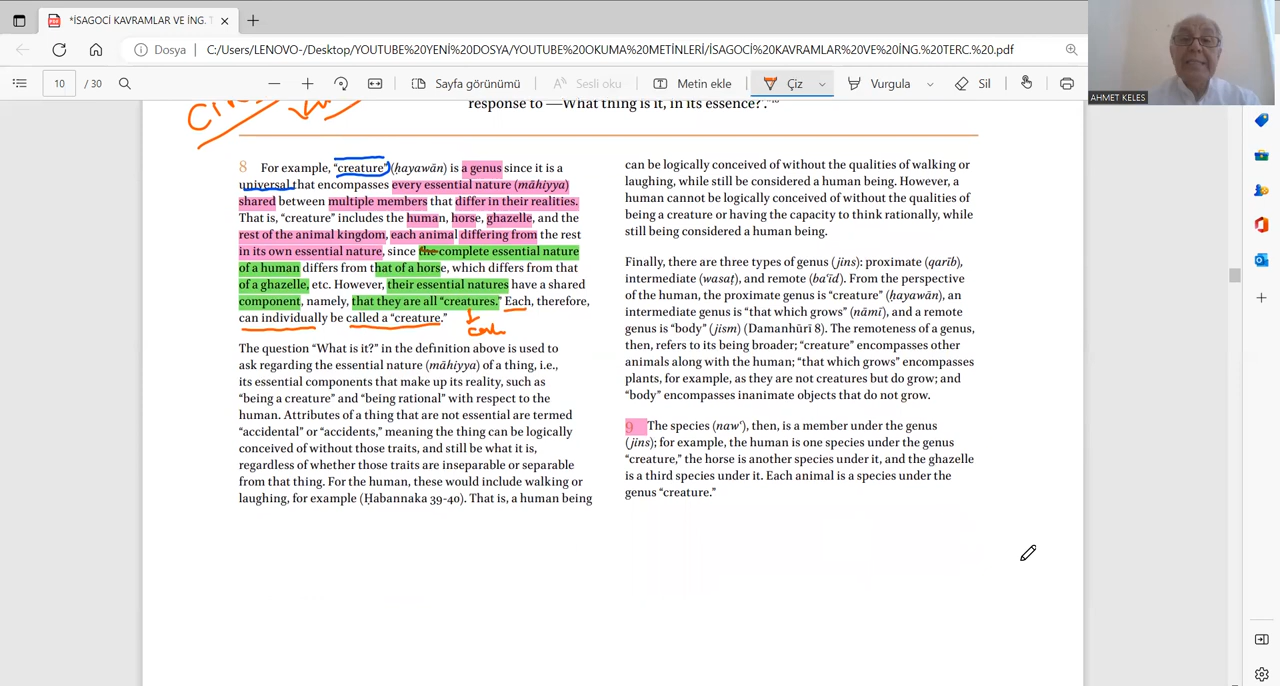 *İSAGOCİ KAVRAMLAR VE İNG. T
Dosya
C:/Users/LENOVO-/Desktop/YOUTUBE%20YENİ%20DOSYA/YOUTUBE%20OKUMA%20METİNLERİ/İSAGOCİ%20KAVRAMLAR%20VE%20İNG.%20TERC.%20.pdf
10 / 30
Sayfa görünümü
Sesli oku
Metin ekle
Çiz
Vurgula
Sil
AHMET KELES
response to —What thing is it, in its essence?’.”
8 For example, “creature” (ḥayawān) is a genus since it is a
universal that encompasses every essential nature (māhiyya)
shared between multiple members that differ in their realities.
That is, “creature” includes the human, horse, ghazelle, and the
rest of the animal kingdom, each animal differing from the rest
in its own essential nature, since the complete essential nature
of a human differs from that of a horse, which differs from that
of a ghazelle, etc. However, their essential natures have a shared
component, namely, that they are all “creatures.” Each, therefore,
can individually be called a “creature.”
The question “What is it?” in the definition above is used to
ask regarding the essential nature (māhiyya) of a thing, i.e.,
its essential components that make up its reality, such as
“being a creature” and “being rational” with respect to the
human. Attributes of a thing that are not essential are termed
“accidental” or “accidents,” meaning the thing can be logically
conceived of without those traits, and still be what it is,
regardless of whether those traits are inseparable or separable
from that thing. For the human, these would include walking or
laughing, for example (Ḥabannaka 39-40). That is, a human being
can be logically conceived of without the qualities of walking or
laughing, while still be considered a human being. However, a
human cannot be logically conceived of without the qualities of
being a creature or having the capacity to think rationally, while
still being considered a human being.
Finally, there are three types of genus (jins): proximate (qarīb),
intermediate (wasaṭ), and remote (baʿīd). From the perspective
of the human, the proximate genus is “creature” (ḥayawān), an
intermediate genus is “that which grows” (nāmī), and a remote
genus is “body” (jism) (Damanhūrī 8). The remoteness of a genus,
then, refers to its being broader; “creature” encompasses other
animals along with the human; “that which grows” encompasses
plants, for example, as they are not creatures but do grow; and
“body” encompasses inanimate objects that do not grow.
9 The species (nawʿ), then, is a member under the genus
(jins); for example, the human is one species under the genus
“creature,” the horse is another species under it, and the ghazelle
is a third species under it. Each animal is a species under the
genus “creature.”